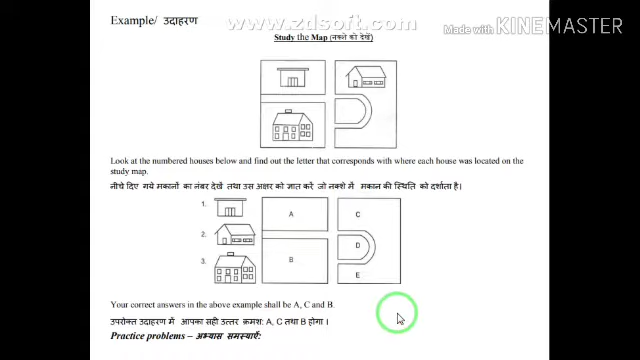 Example/ उदाहरण
www.zdsoft.com
Made with KINEMASTER
Study the Map (नक्शे को देखें)
Look at the numbered houses below and find out the letter that corresponds with where each house was located on the
study map.
नीचे दिए गये मकानों का नंबर देखें तथा उस अक्षर को ज्ञात करें जो नक्शे में मकान की स्थिति को दर्शाता है।
1.
A
C
2.
D
B
3.
E
Your correct answers in the above example shall be A, C and B.
उपरोक्त उदाहरण में आपका सही उत्तर क्रमश: A, C तथा B होगा ।
Practice problems – अभ्यास समस्याएँ: